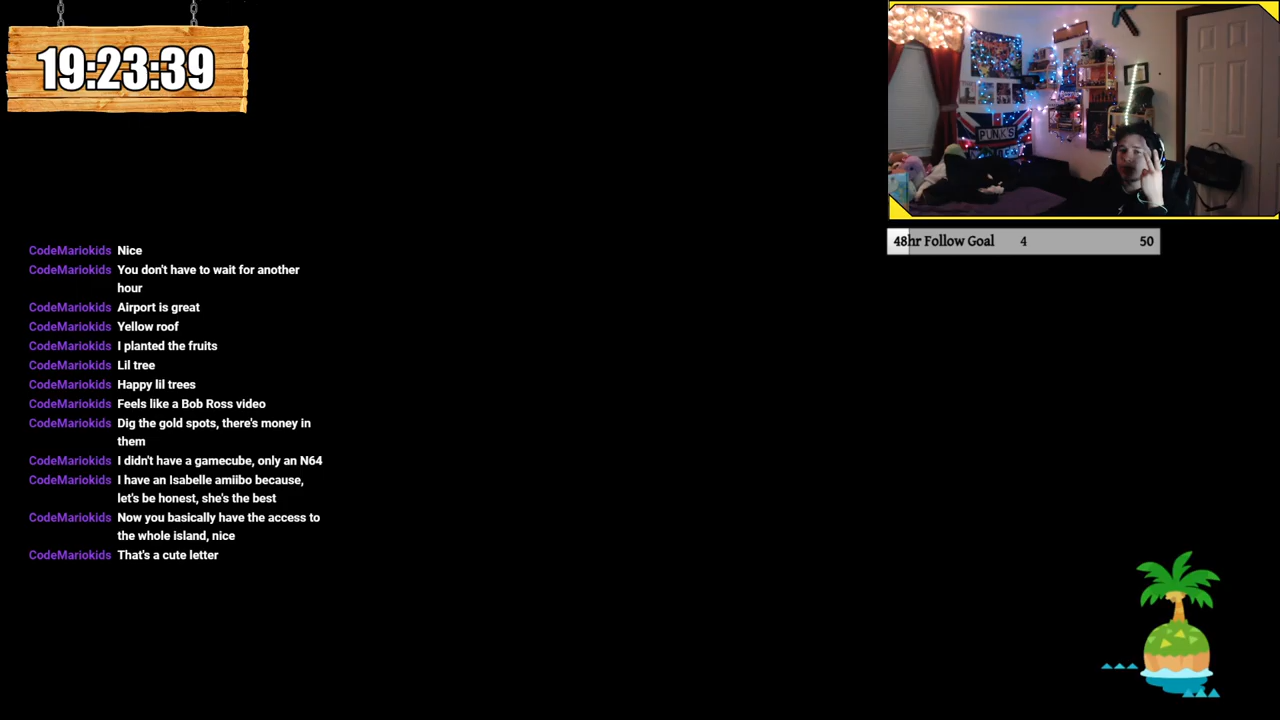 19:23:39
PUNKS
48hr Follow Goal 4 50
CodeMariokids Nice
CodeMariokids You don't have to wait for another
hour
CodeMariokids Airport is great
CodeMariokids Yellow roof
CodeMariokids I planted the fruits
CodeMariokids Lil tree
CodeMariokids Happy lil trees
CodeMariokids Feels like a Bob Ross video
CodeMariokids Dig the gold spots, there's money in
them
CodeMariokids I didn't have a gamecube, only an N64
CodeMariokids I have an Isabelle amiibo because,
let's be honest, she's the best
CodeMariokids Now you basically have the access to
the whole island, nice
CodeMariokids That's a cute letter